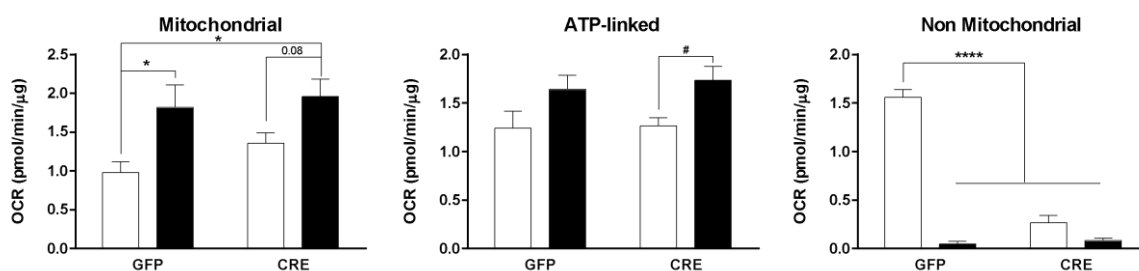 Mitochondrial
OCR (pmol/min/µg)
2.5
2.0
1.5
1.0
0.5
0.0
*
*
0.08
GFP CRE
ATP-linked
OCR (pmol/min/µg)
2.0
1.5
1.0
0.5
0.0
#
GFP CRE
Non Mitochondrial
OCR (pmol/min/µg)
2.0
1.5
1.0
0.5
0.0
****
GFP CRE